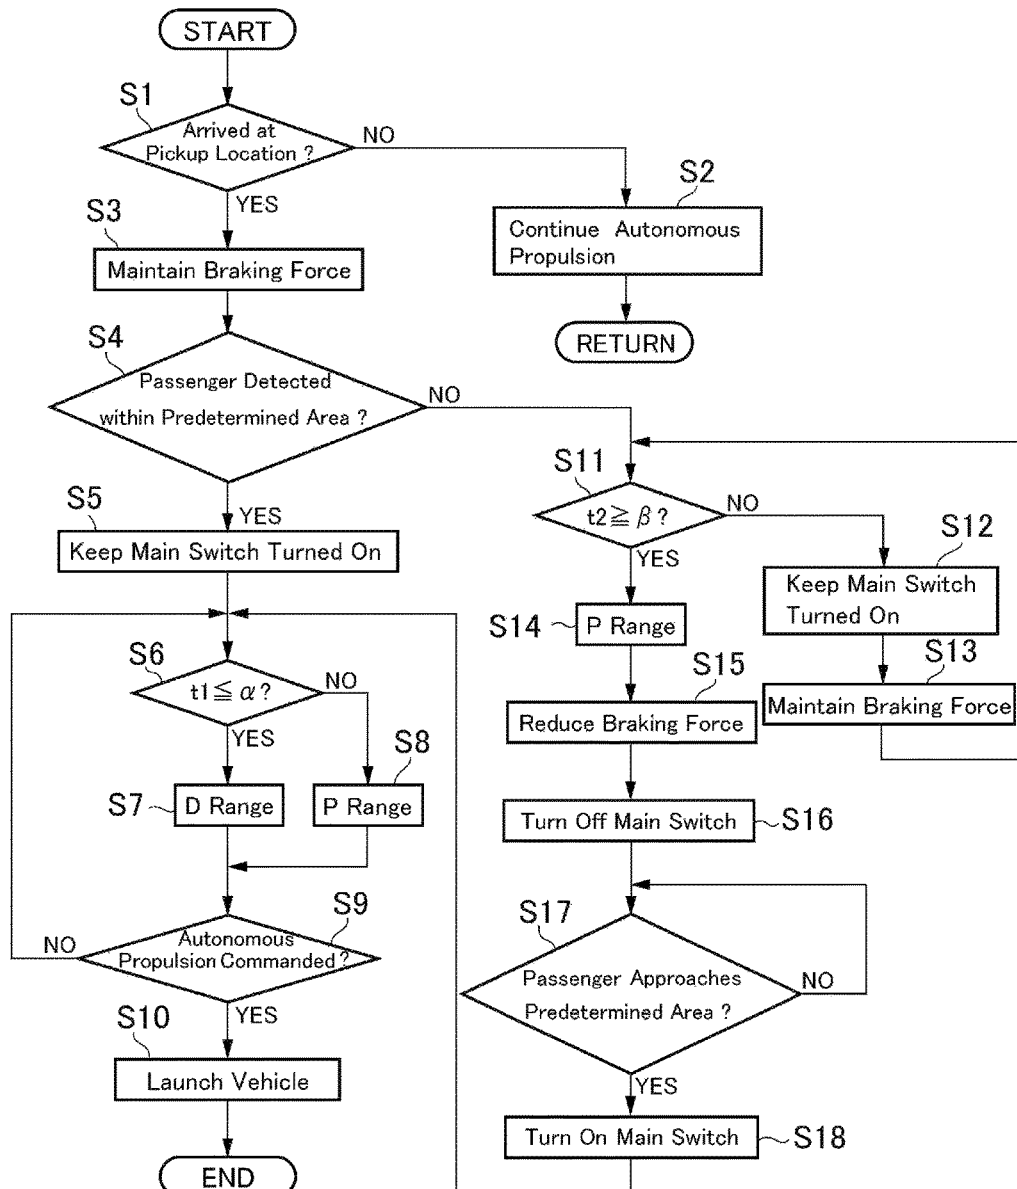 START
S1
Arrived at
Pickup Location ?
NO
YES
S2
Continue Autonomous
Propulsion
RETURN
S3
Maintain Braking Force
S4
Passenger Detected
within Predetermined Area ?
NO
YES
S5
Keep Main Switch Turned On
S6
t1≦ α ?
NO
YES
S7
D Range
S8
P Range
S9
Autonomous
Propulsion Commanded ?
NO
YES
S10
Launch Vehicle
END
S11
t2≧ β ?
NO
YES
S12
Keep Main Switch
Turned On
S13
Maintain Braking Force
S14
P Range
S15
Reduce Braking Force
S16
Turn Off Main Switch
S17
Passenger Approaches
Predetermined Area ?
NO
YES
S18
Turn On Main Switch